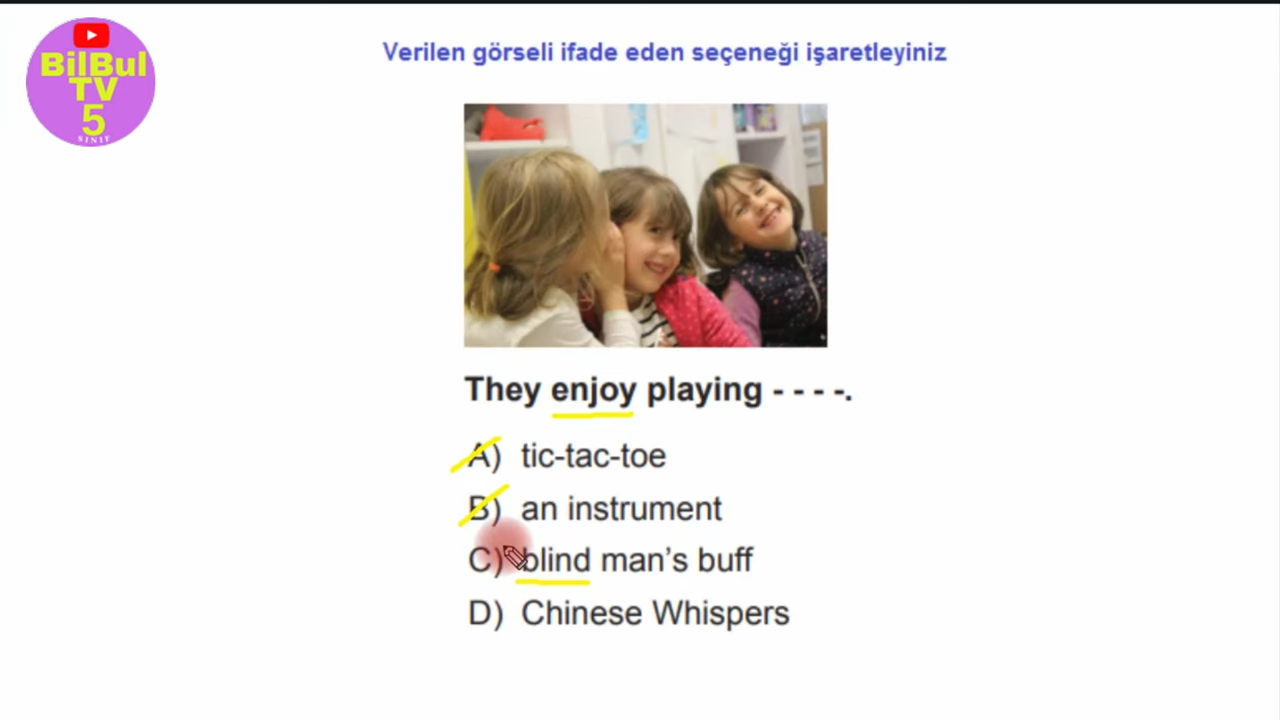 BilBul
TV
5
SINIF
Verilen görseli ifade eden seçeneği işaretleyiniz
They enjoy playing - - - -.
A) tic-tac-toe
B) an instrument
C) blind man’s buff
D) Chinese Whispers